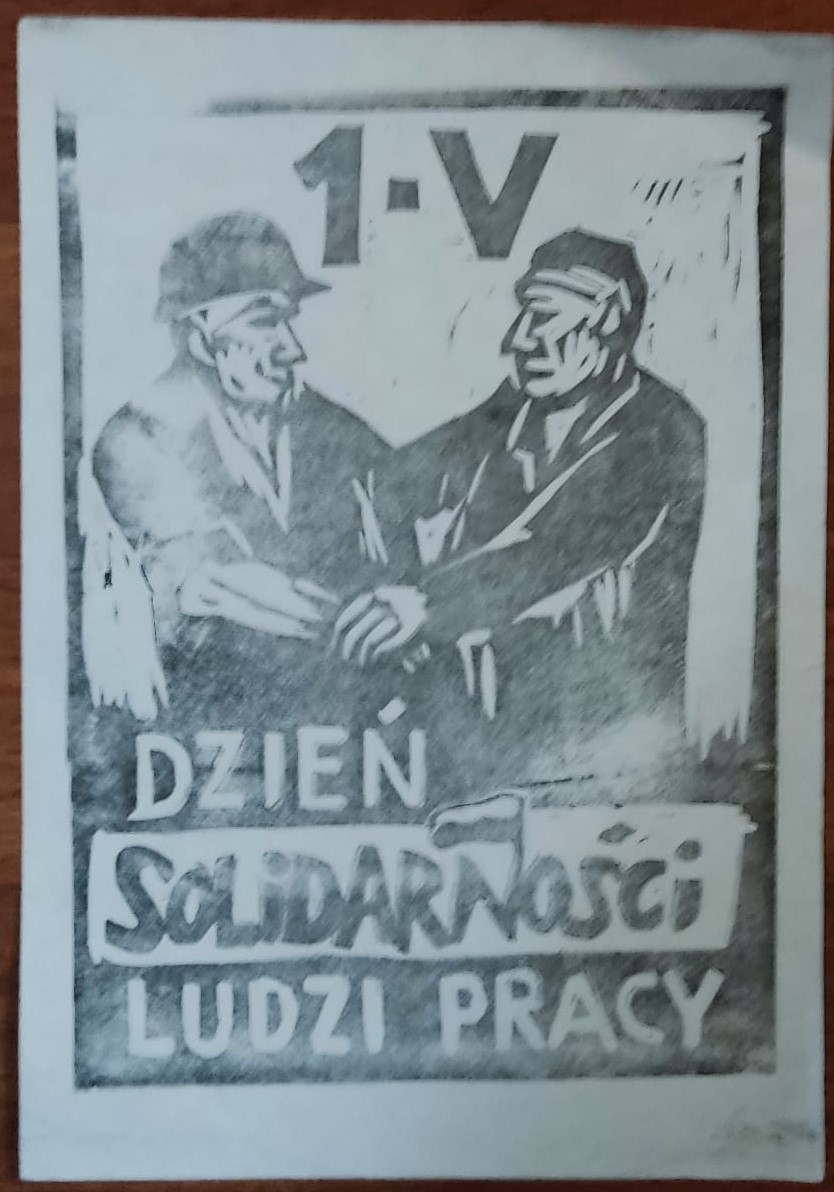 1-V
DZIEŃ
SOLiDARNOŚCi
LUDZI PRACY